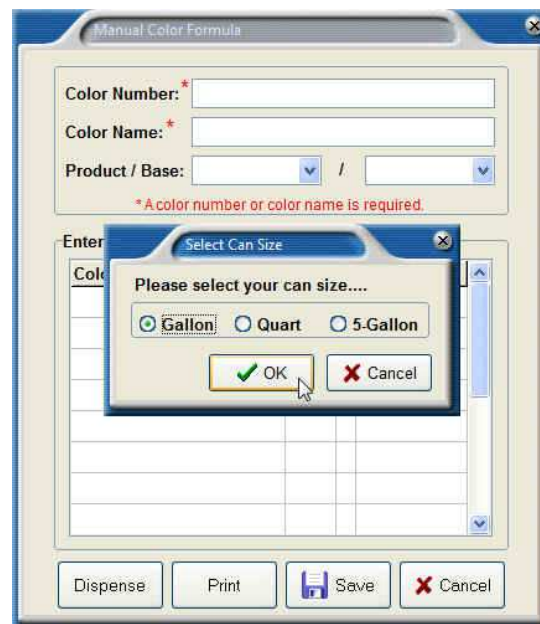 Manual Color Formula
Color Number:*
Color Name:*
Product / Base: /
* A color number or color name is required.
Enter
Select Can Size
Please select your can size....
Gallon Quart 5-Gallon
OK Cancel
Dispense Print Save Cancel